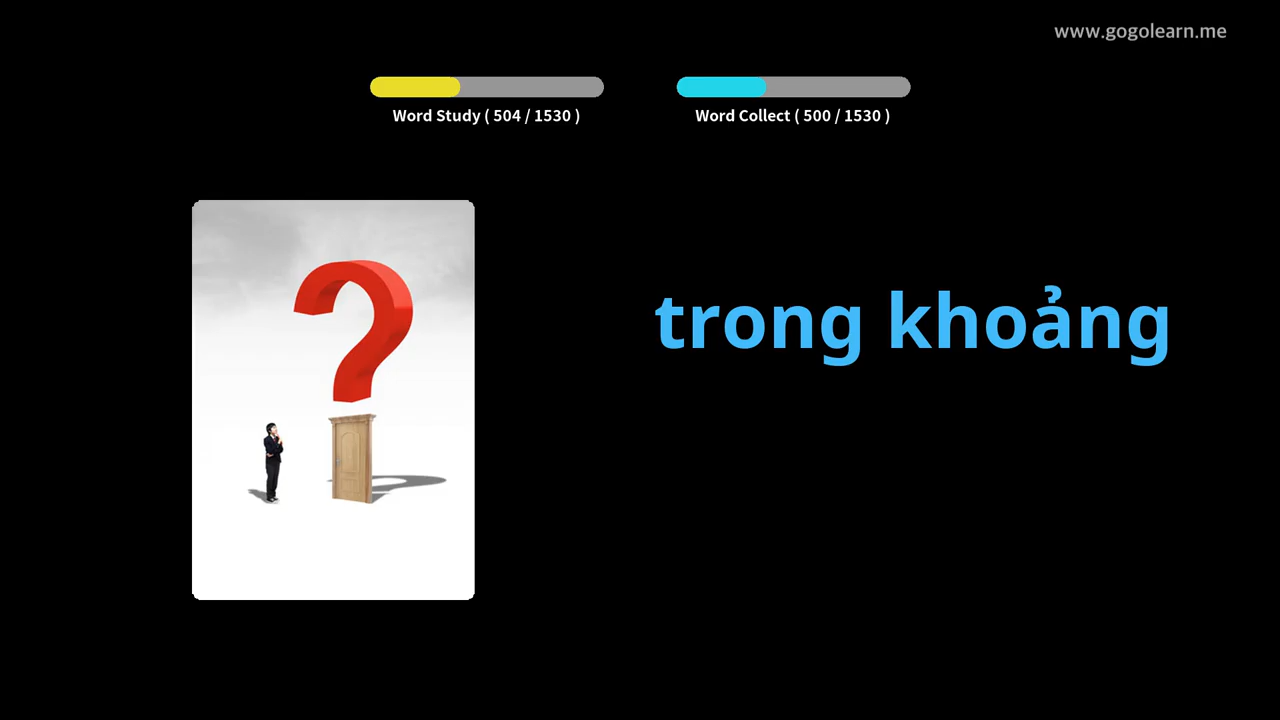 www.gogolearn.me
Word Study ( 504 / 1530 )
Word Collect ( 500 / 1530 )
?
trong khoảng